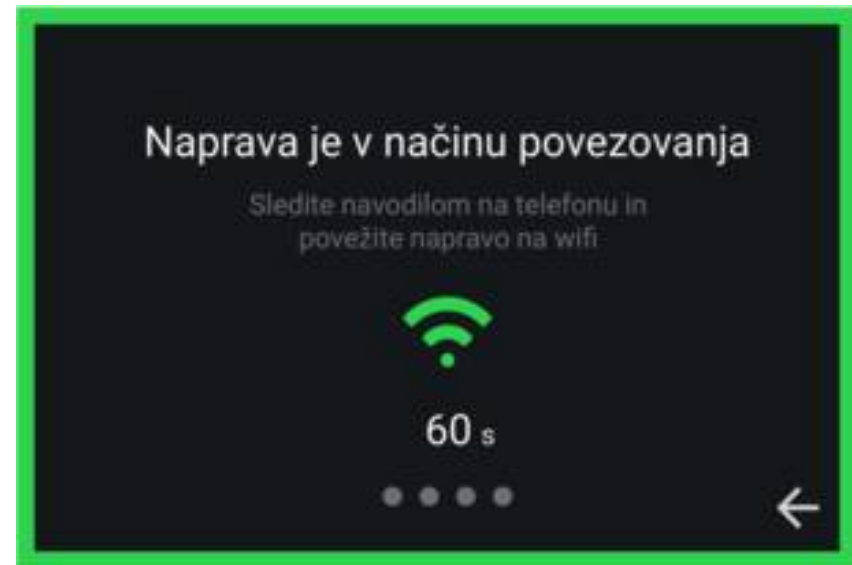 Naprava je v načinu povezovanja
Sledite navodilom na telefonu in
povežite napravo na wifi
60 s